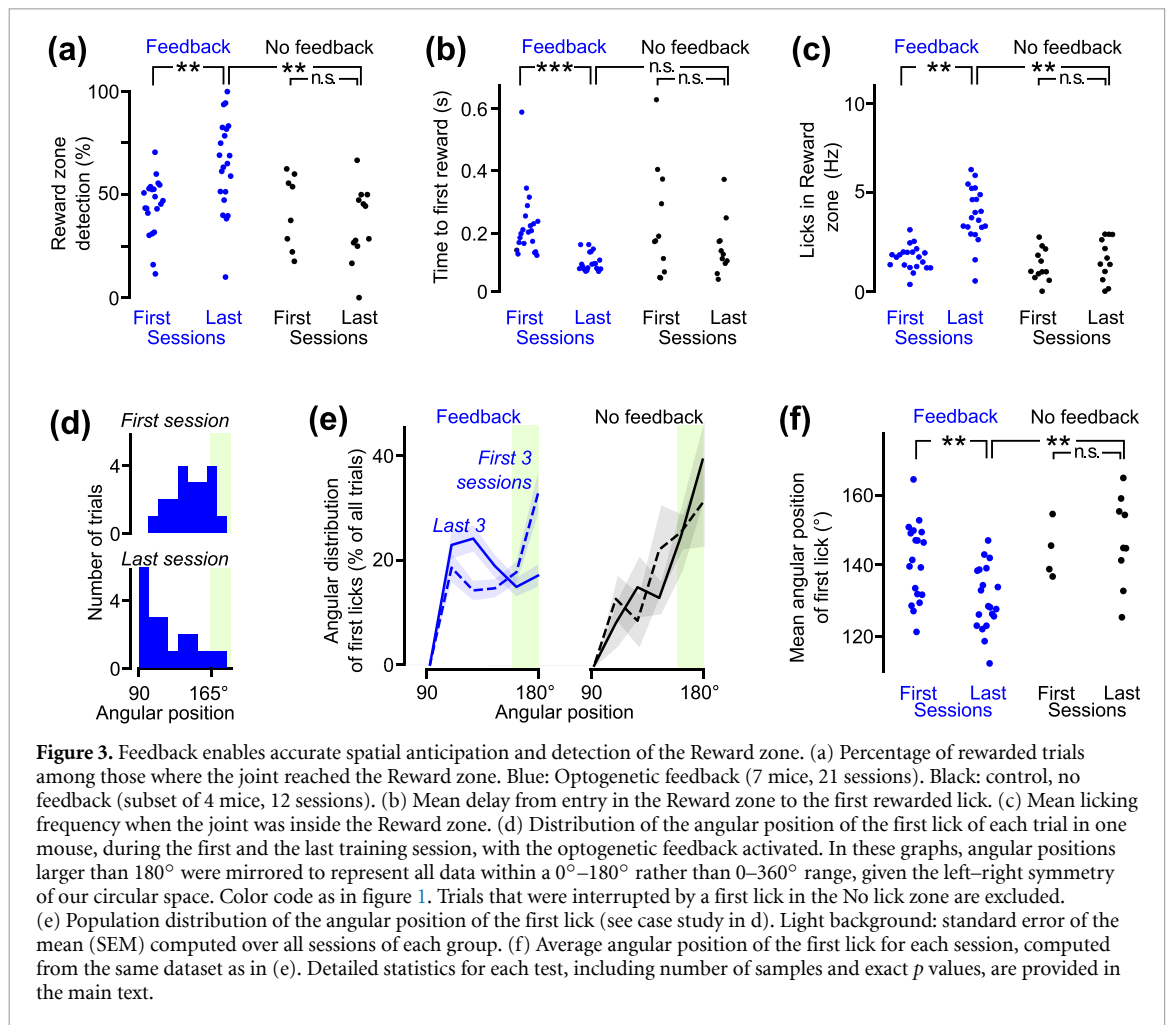 (a)
Feedback
No feedback
**
**
n.s.
Reward zone
detection (%)
100
50
0
First
Last
First
Last
Sessions
Sessions
(b)
Feedback
No feedback
***
n.s.
n.s.
Time to first reward (s)
0.6
0.4
0.2
0
First
Last
First
Last
Sessions
Sessions
(c)
Feedback
No feedback
**
**
n.s.
Licks in Reward
zone (Hz)
10
5
0
First
Last
First
Last
Sessions
Sessions
(d)
First session
4
0
Last session
4
0
Number of trials
90
165°
Angular position
(e)
Feedback
No feedback
Angular distribution
of first licks (% of all trials)
40
20
0
First 3
sessions
Last 3
90
180°
90
180°
Angular position
(f)
Feedback
No feedback
**
**
n.s.
Mean angular position
of first lick (°)
160
140
120
First
Last
First
Last
Sessions
Sessions
Figure 3. Feedback enables accurate spatial anticipation and detection of the Reward zone. (a) Percentage of rewarded trials
among those where the joint reached the Reward zone. Blue: Optogenetic feedback (7 mice, 21 sessions). Black: control, no
feedback (subset of 4 mice, 12 sessions). (b) Mean delay from entry in the Reward zone to the first rewarded lick. (c) Mean licking
frequency when the joint was inside the Reward zone. (d) Distribution of the angular position of the first lick of each trial in one
mouse, during the first and the last training session, with the optogenetic feedback activated. In these graphs, angular positions
larger than 180° were mirrored to represent all data within a 0°–180° rather than 0–360° range, given the left–right symmetry
of our circular space. Color code as in figure 1. Trials that were interrupted by a first lick in the No lick zone are excluded.
(e) Population distribution of the angular position of the first lick (see case study in d). Light background: standard error of the
mean (SEM) computed over all sessions of each group. (f) Average angular position of the first lick for each session, computed
from the same dataset as in (e). Detailed statistics for each test, including number of samples and exact p values, are provided in
the main text.